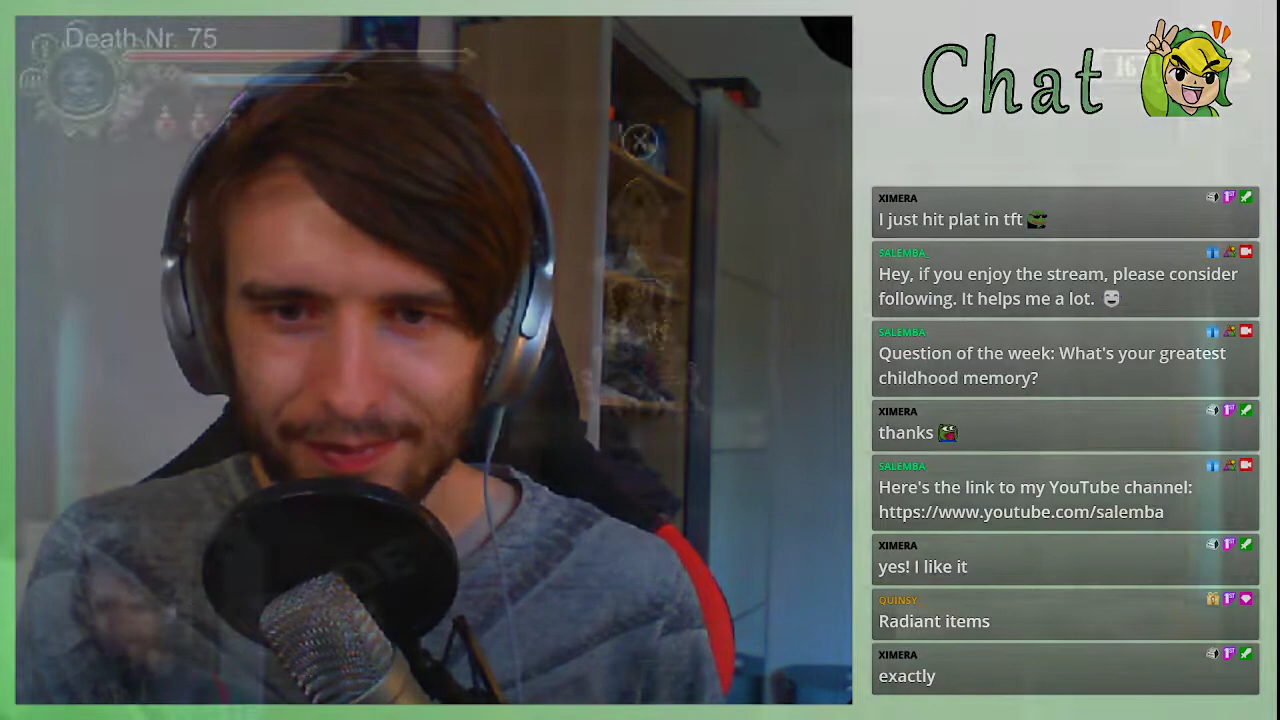 Death Nr. 75
Chat
XIMERA
I just hit plat in tft
SALEMBA_
Hey, if you enjoy the stream, please consider
following. It helps me a lot.
SALEMBA_
Question of the week: What's your greatest
childhood memory?
XIMERA
thanks
SALEMBA_
Here's the link to my YouTube channel:
https://www.youtube.com/salemba
XIMERA
yes! I like it
QUINSY
Radiant items
XIMERA
exactly